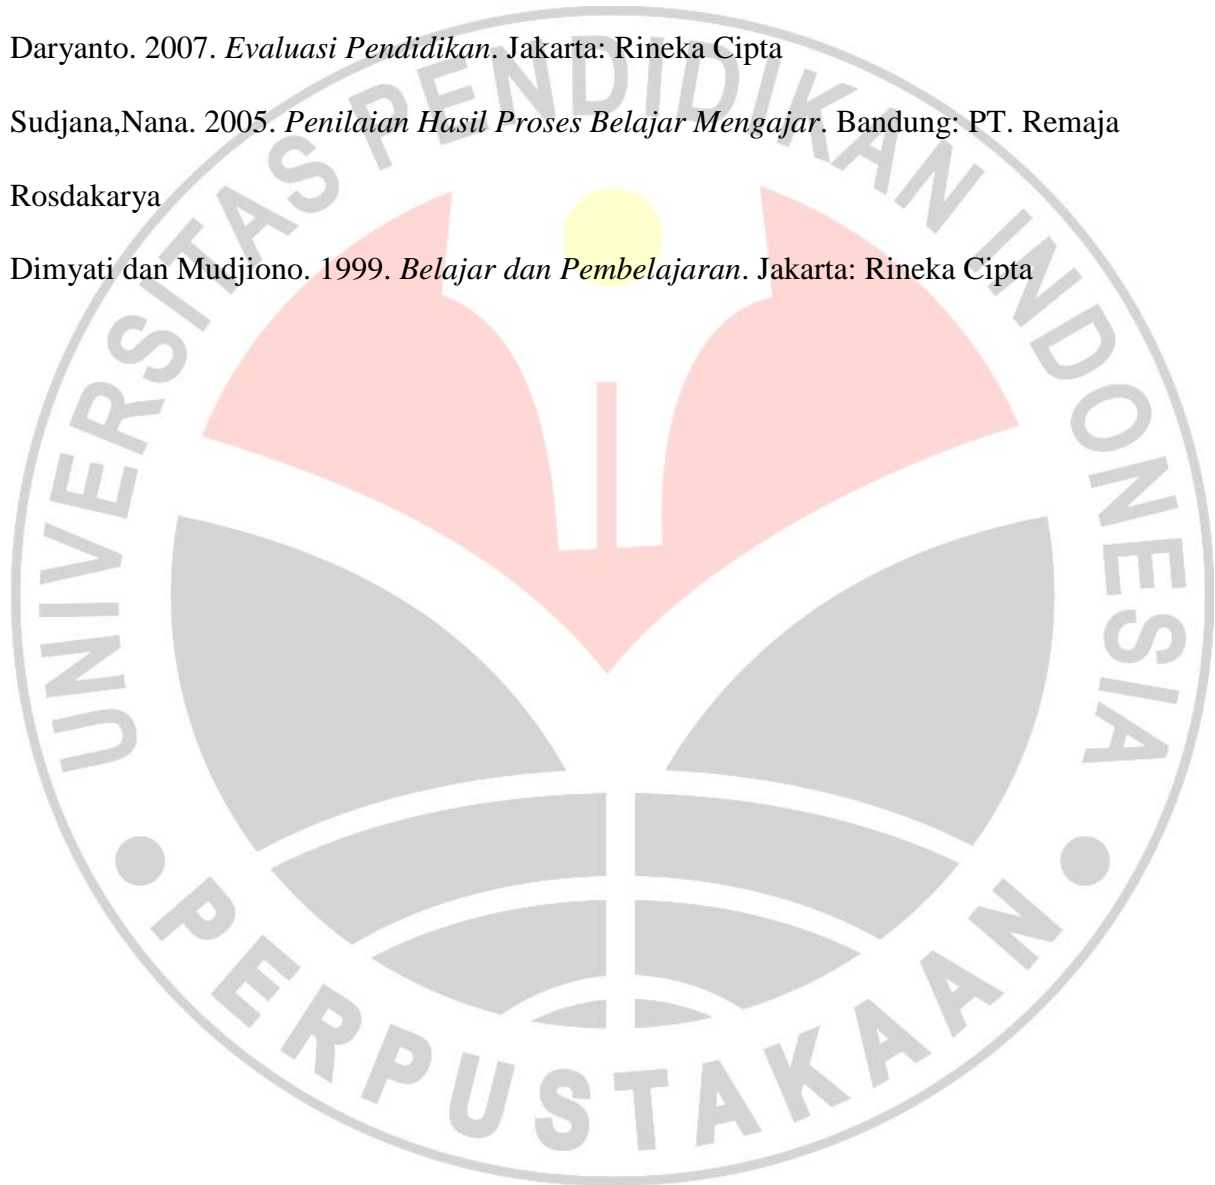 Daryanto. 2007. Evaluasi Pendidikan. Jakarta: Rineka Cipta
Sudjana,Nana. 2005. Penilaian Hasil Proses Belajar Mengajar. Bandung: PT. Remaja
Rosdakarya
Dimyati dan Mudjiono. 1999. Belajar dan Pembelajaran. Jakarta: Rineka Cipta
UNIVERSITAS PENDIDIKAN INDONESIA
PERPUSTAKAAN